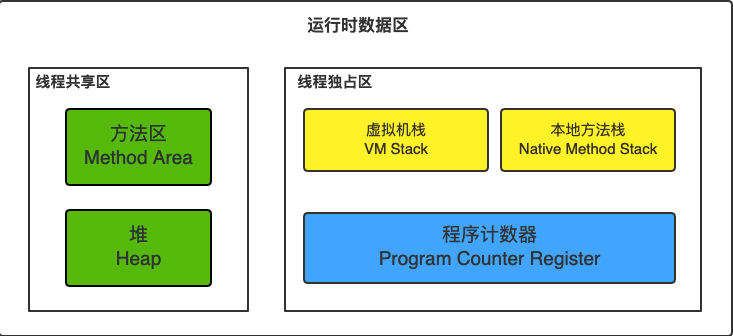 运行时数据区
线程共享区
方法区
Method Area
堆
Heap
线程独占区
虚拟机栈
VM Stack
本地方法栈
Native Method Stack
程序计数器
Program Counter Register